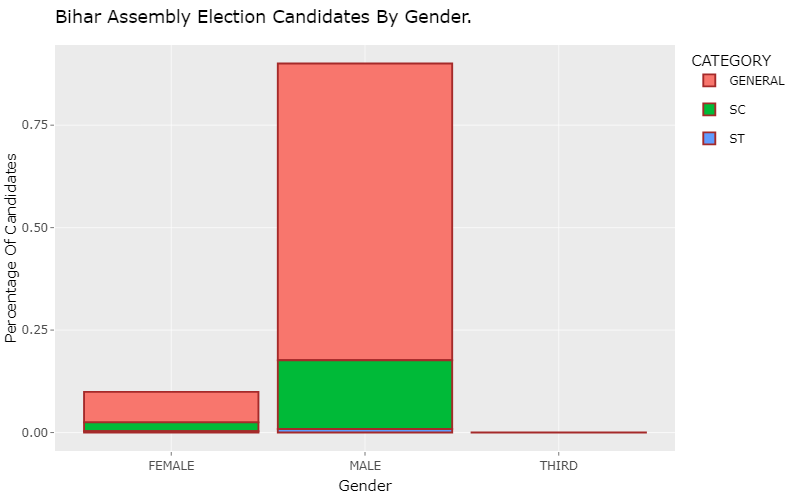 Bihar Assembly Election Candidates By Gender.
CATEGORY
GENERAL
SC
ST
Percentage Of Candidates
0.75
0.50
0.25
0.00
FEMALE
MALE
THIRD
Gender